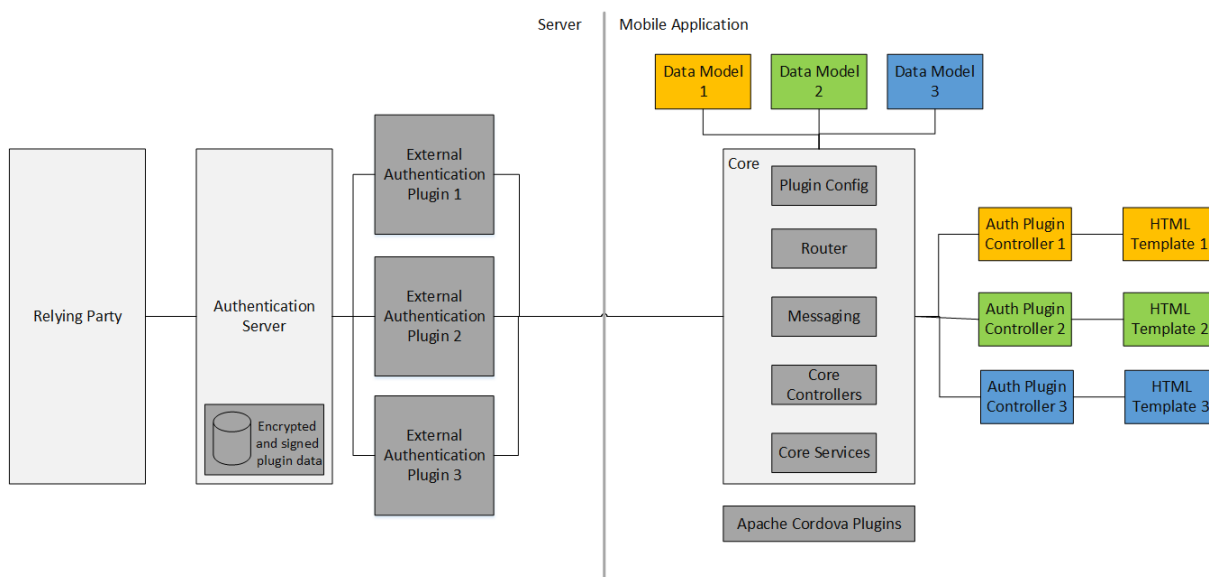 Server
Mobile Application
Data Model
1
Data Model
2
Data Model
3
Relying Party
Authentication
Server
Encrypted
and signed
plugin data
External
Authentication
Plugin 1
External
Authentication
Plugin 2
External
Authentication
Plugin 3
Core
Plugin Config
Router
Messaging
Core
Controllers
Core Services
Apache Cordova Plugins
Auth Plugin
Controller 1
HTML
Template 1
Auth Plugin
Controller 2
HTML
Template 2
Auth Plugin
Controller 3
HTML
Template 3